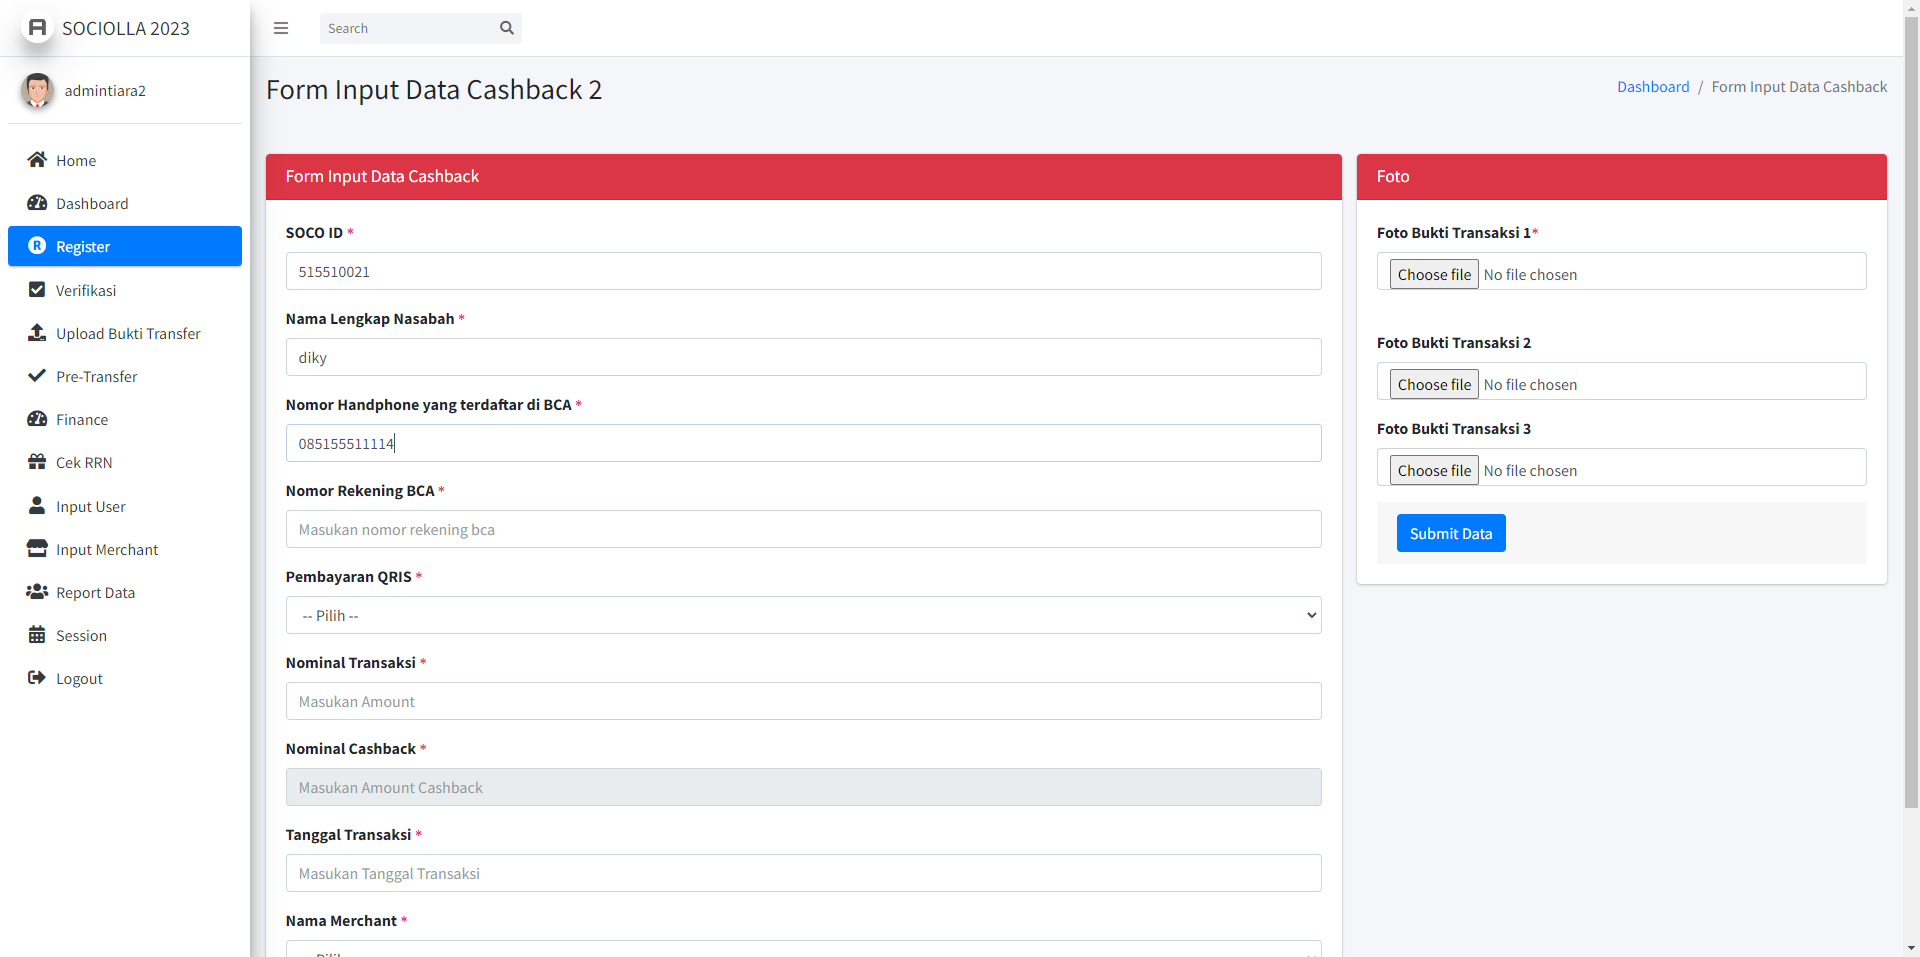 SOCIOLLA 2023
Search
admintiara2
Home
Dashboard
Register
Verifikasi
Upload Bukti Transfer
Pre-Transfer
Finance
Cek RRN
Input User
Input Merchant
Report Data
Session
Logout
Form Input Data Cashback 2
Dashboard / Form Input Data Cashback
Form Input Data Cashback
SOCO ID *
515510021
Nama Lengkap Nasabah *
diky
Nomor Handphone yang terdaftar di BCA *
085155511114
Nomor Rekening BCA *
Masukan nomor rekening bca
Pembayaran QRIS *
-- Pilih --
Nominal Transaksi *
Masukan Amount
Nominal Cashback *
Masukan Amount Cashback
Tanggal Transaksi *
Masukan Tanggal Transaksi
Nama Merchant *
Foto
Foto Bukti Transaksi 1*
Choose file No file chosen
Foto Bukti Transaksi 2
Choose file No file chosen
Foto Bukti Transaksi 3
Choose file No file chosen
Submit Data